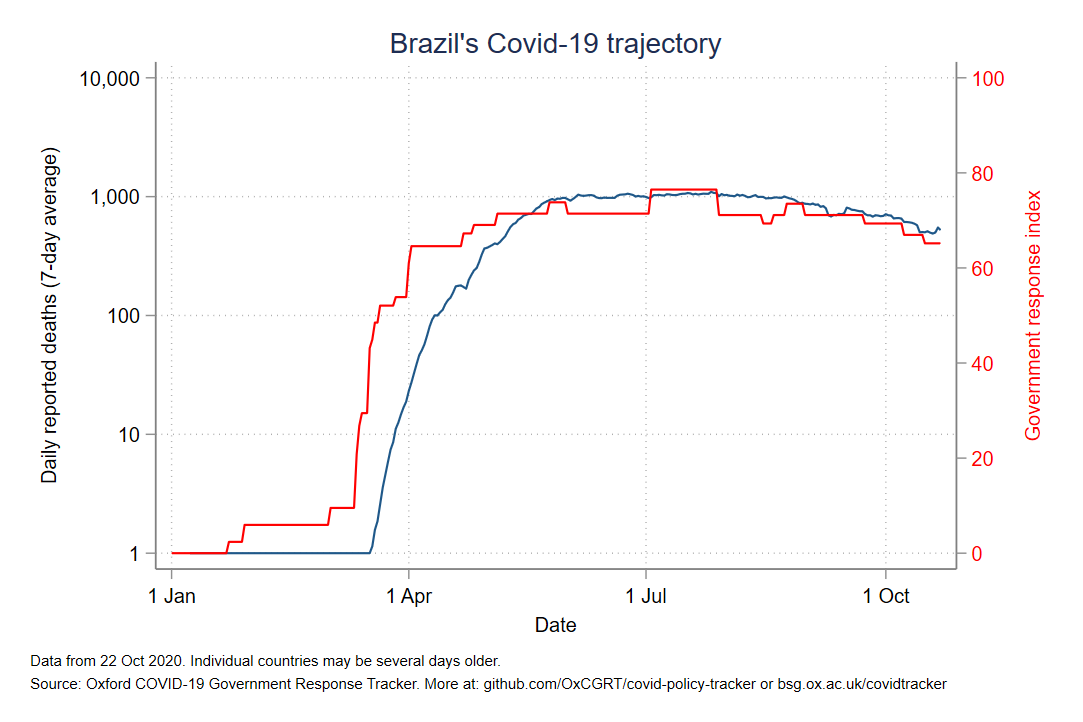 Brazil's Covid-19 trajectory
10,000
1,000
100
10
1
Daily reported deaths (7-day average)
100
80
60
40
20
0
Government response index
1 Jan 1 Apr 1 Jul 1 Oct
Date
Data from 22 Oct 2020. Individual countries may be several days older.
Source: Oxford COVID-19 Government Response Tracker. More at: github.com/OxCGRT/covid-policy-tracker or bsg.ox.ac.uk/covidtracker